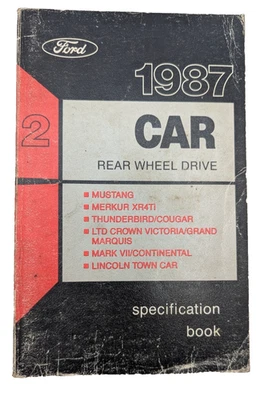 Ford
1987
2
CAR
REAR WHEEL DRIVE
MUSTANG
MERKUR XR4Ti
THUNDERBIRD/COUGAR
LTD CROWN VICTORIA/GRAND
MARQUIS
MARK VII/CONTINENTAL
LINCOLN TOWN CAR
specification
book